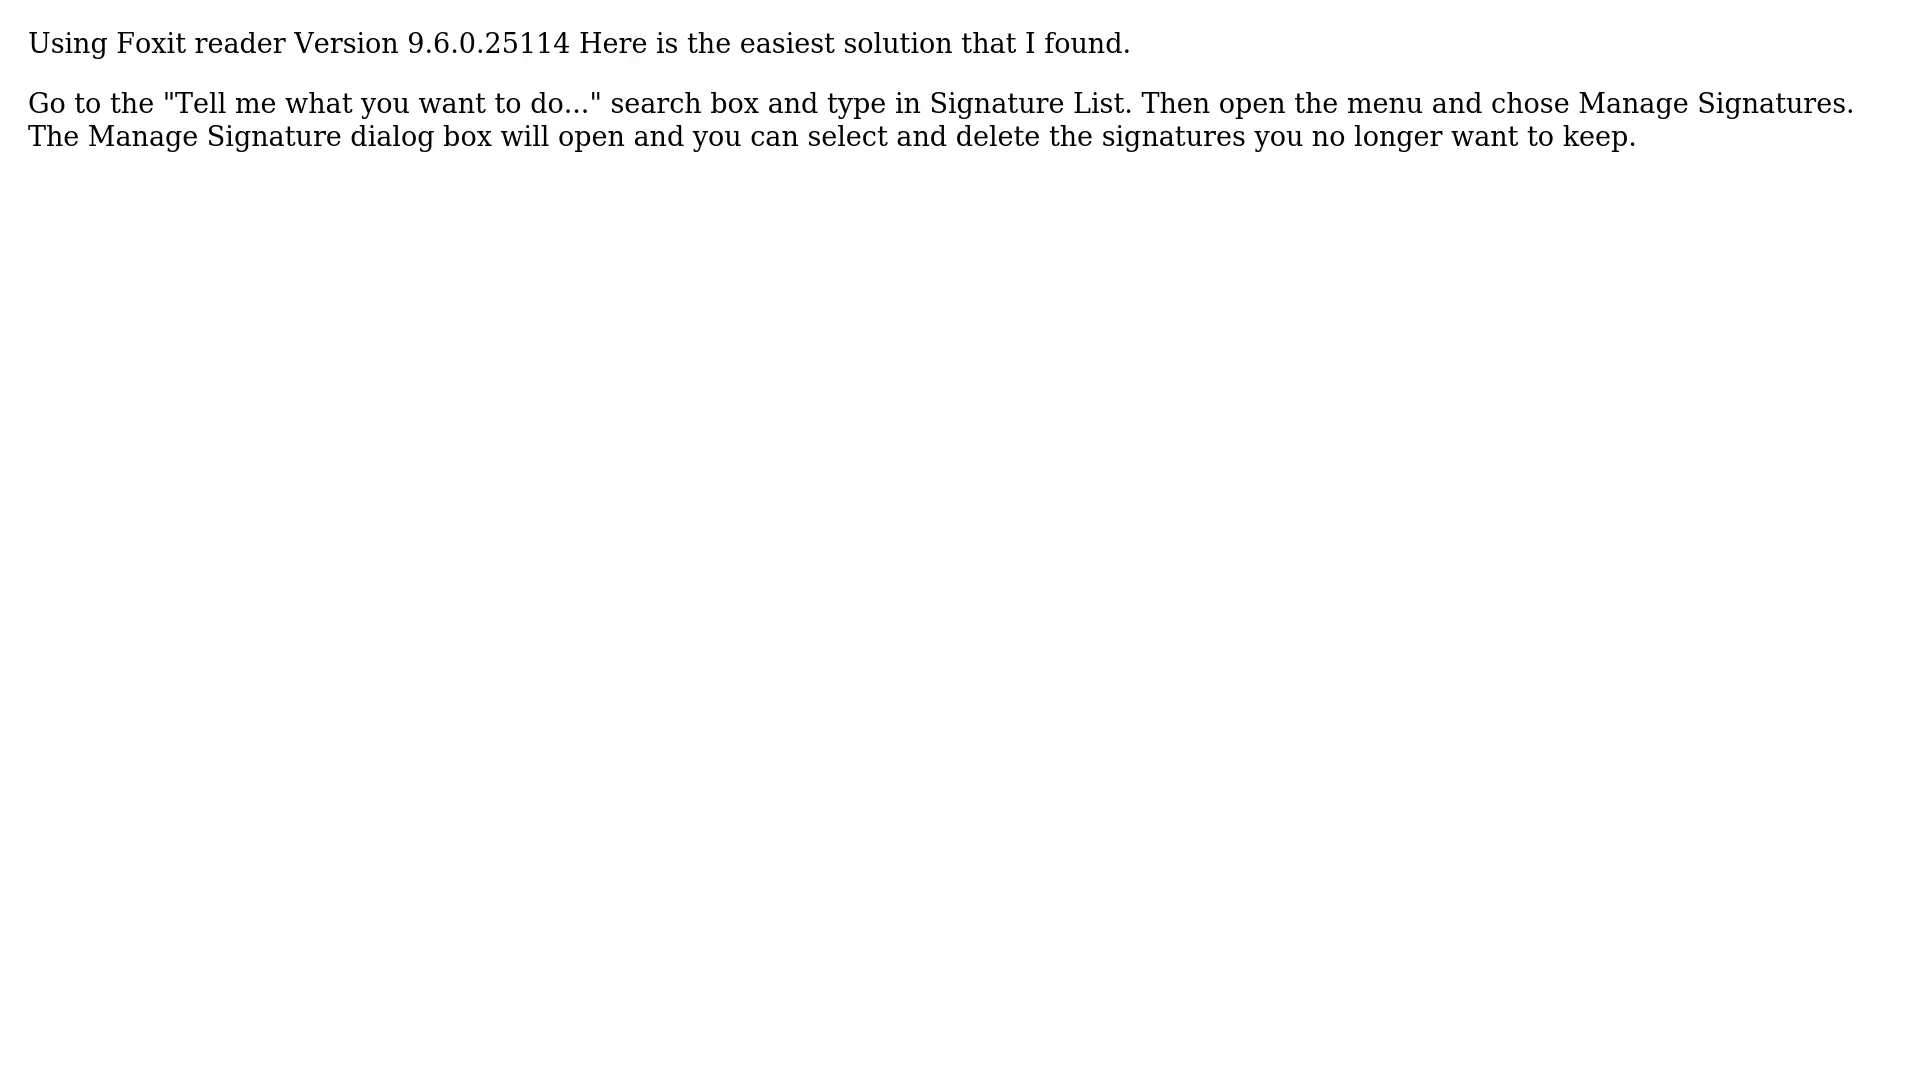 Using Foxit reader Version 9.6.0.25114 Here is the easiest solution that I found.
Go to the "Tell me what you want to do..." search box and type in Signature List. Then open the menu and chose Manage Signatures.
The Manage Signature dialog box will open and you can select and delete the signatures you no longer want to keep.